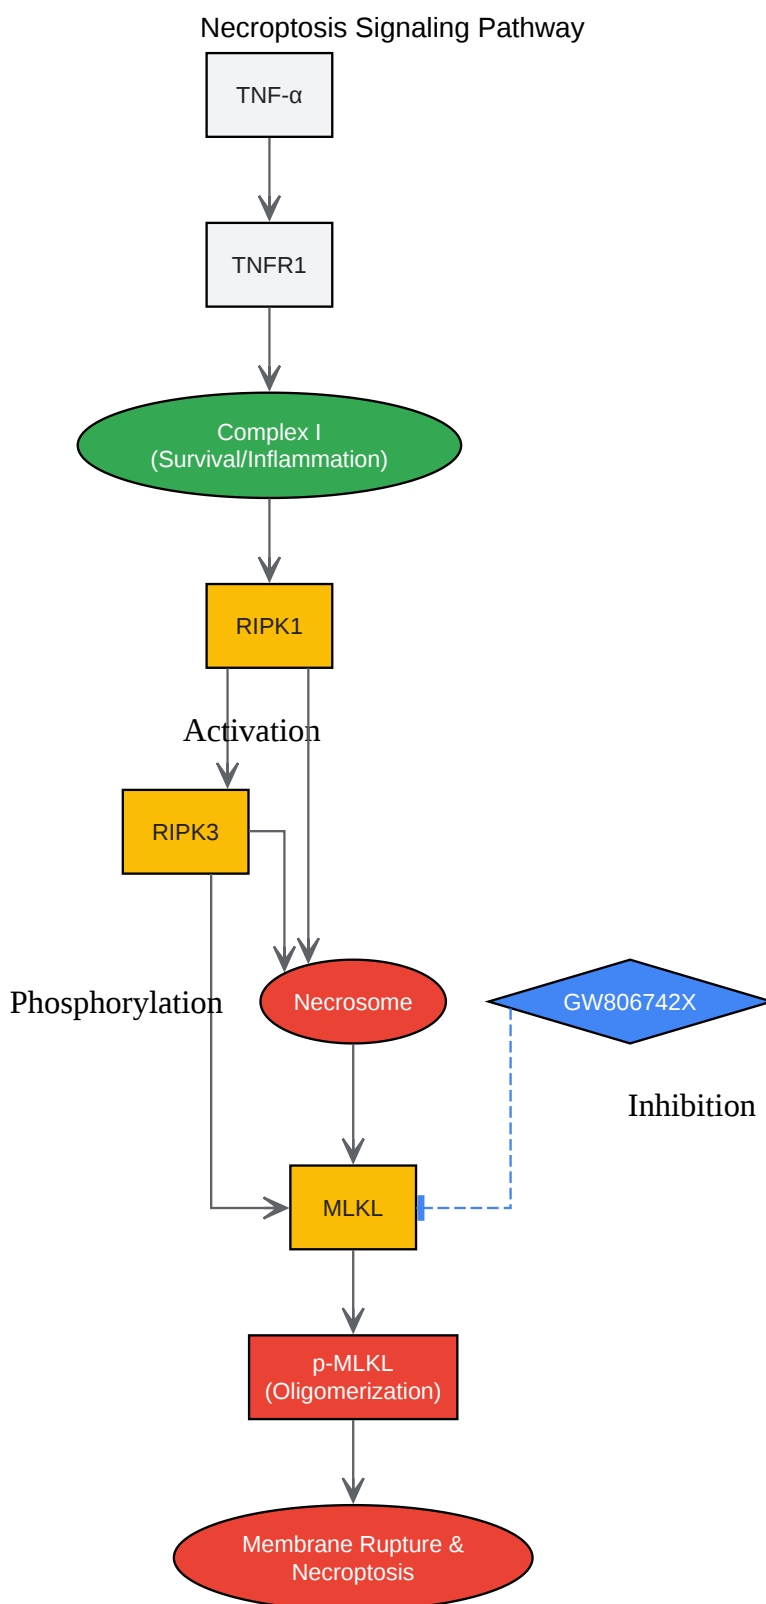 Necroptosis Signaling Pathway
TNF-α
TNFR1
Complex I
(Survival/Inflammation)
RIPK1
Activation
RIPK3
Phosphorylation
Necrosome
GW806742X
Inhibition
MLKL
p-MLKL
(Oligomerization)
Membrane Rupture &
Necroptosis